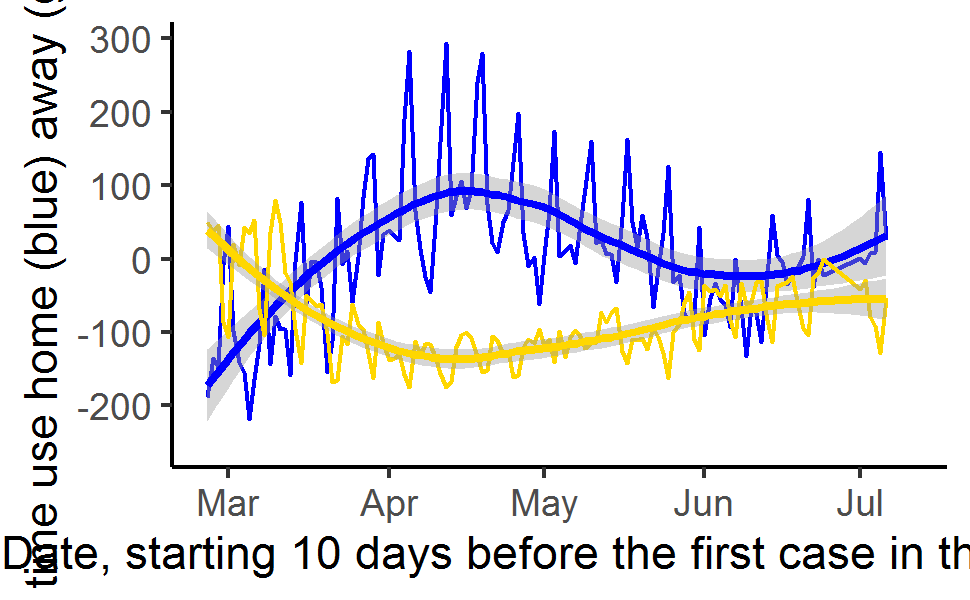 time use home (blue) away (
300
200
100
0
-100
-200
Mar Apr May Jun Jul
Date, starting 10 days before the first case in th